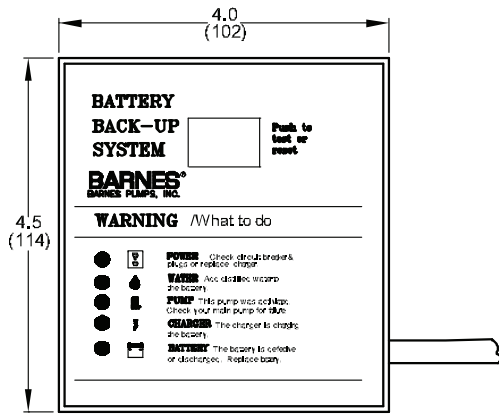 4.0
(102)
4.5
(114)
BATTERY
BACK-UP
SYSTEM
Push to
test or
reset
BARNES®
BARNES PUMPS, INC.
WARNING /What to do
POWER Check circuit breaker &
plugs or replace charger
WATER Add distilled water to
the battery.
PUMP This pump was activated.
Check your main pump for failure
CHARGER The charger is charging
the battery.
BATTERY The battery is defective
or discharged. Replace battery.